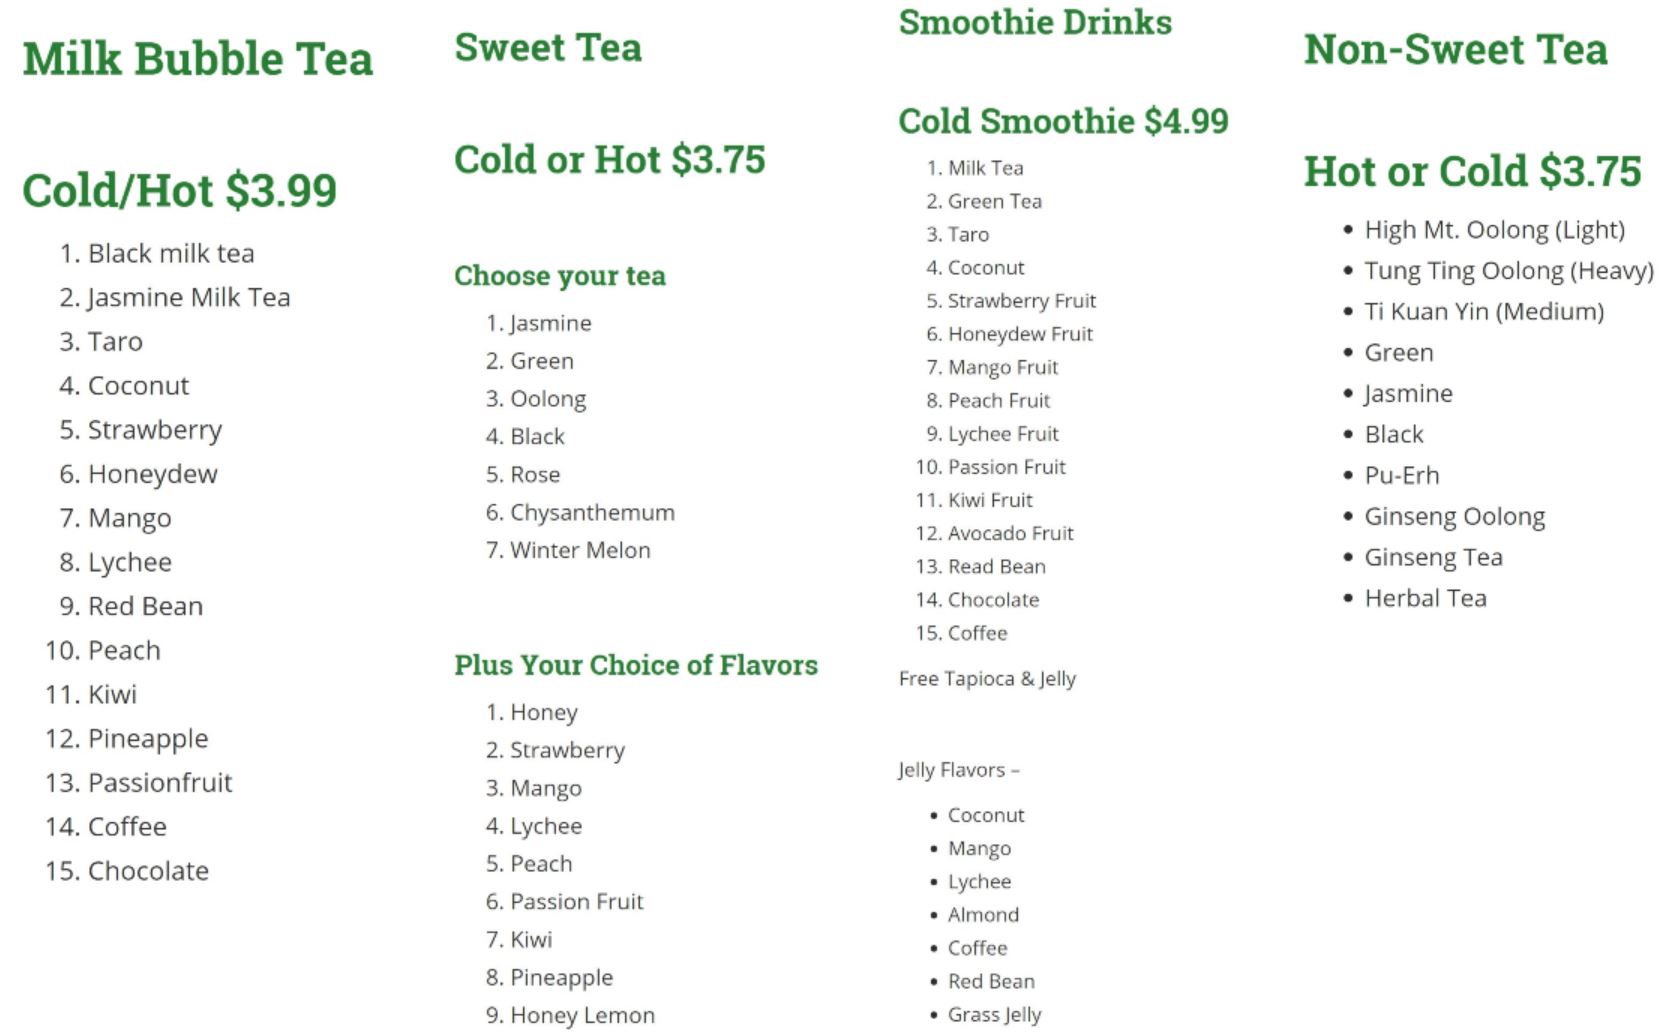 Milk Bubble Tea
Cold/Hot $3.99
1. Black milk tea
2. Jasmine Milk Tea
3. Taro
4. Coconut
5. Strawberry
6. Honeydew
7. Mango
8. Lychee
9. Red Bean
10. Peach
11. Kiwi
12. Pineapple
13. Passionfruit
14. Coffee
15. Chocolate
Sweet Tea
Cold or Hot $3.75
Choose your tea
1. Jasmine
2. Green
3. Oolong
4. Black
5. Rose
6. Chysanthemum
7. Winter Melon
Plus Your Choice of Flavors
1. Honey
2. Strawberry
3. Mango
4. Lychee
5. Peach
6. Passion Fruit
7. Kiwi
8. Pineapple
9. Honey Lemon
Smoothie Drinks
Cold Smoothie $4.99
1. Milk Tea
2. Green Tea
3. Taro
4. Coconut
5. Strawberry Fruit
6. Honeydew Fruit
7. Mango Fruit
8. Peach Fruit
9. Lychee Fruit
10. Passion Fruit
11. Kiwi Fruit
12. Avocado Fruit
13. Read Bean
14. Chocolate
15. Coffee
Free Tapioca & Jelly
Jelly Flavors –
• Coconut
• Mango
• Lychee
• Almond
• Coffee
• Red Bean
• Grass Jelly
Non-Sweet Tea
Hot or Cold $3.75
• High Mt. Oolong (Light)
• Tung Ting Oolong (Heavy)
• Ti Kuan Yin (Medium)
• Green
• Jasmine
• Black
• Pu-Erh
• Ginseng Oolong
• Ginseng Tea
• Herbal Tea